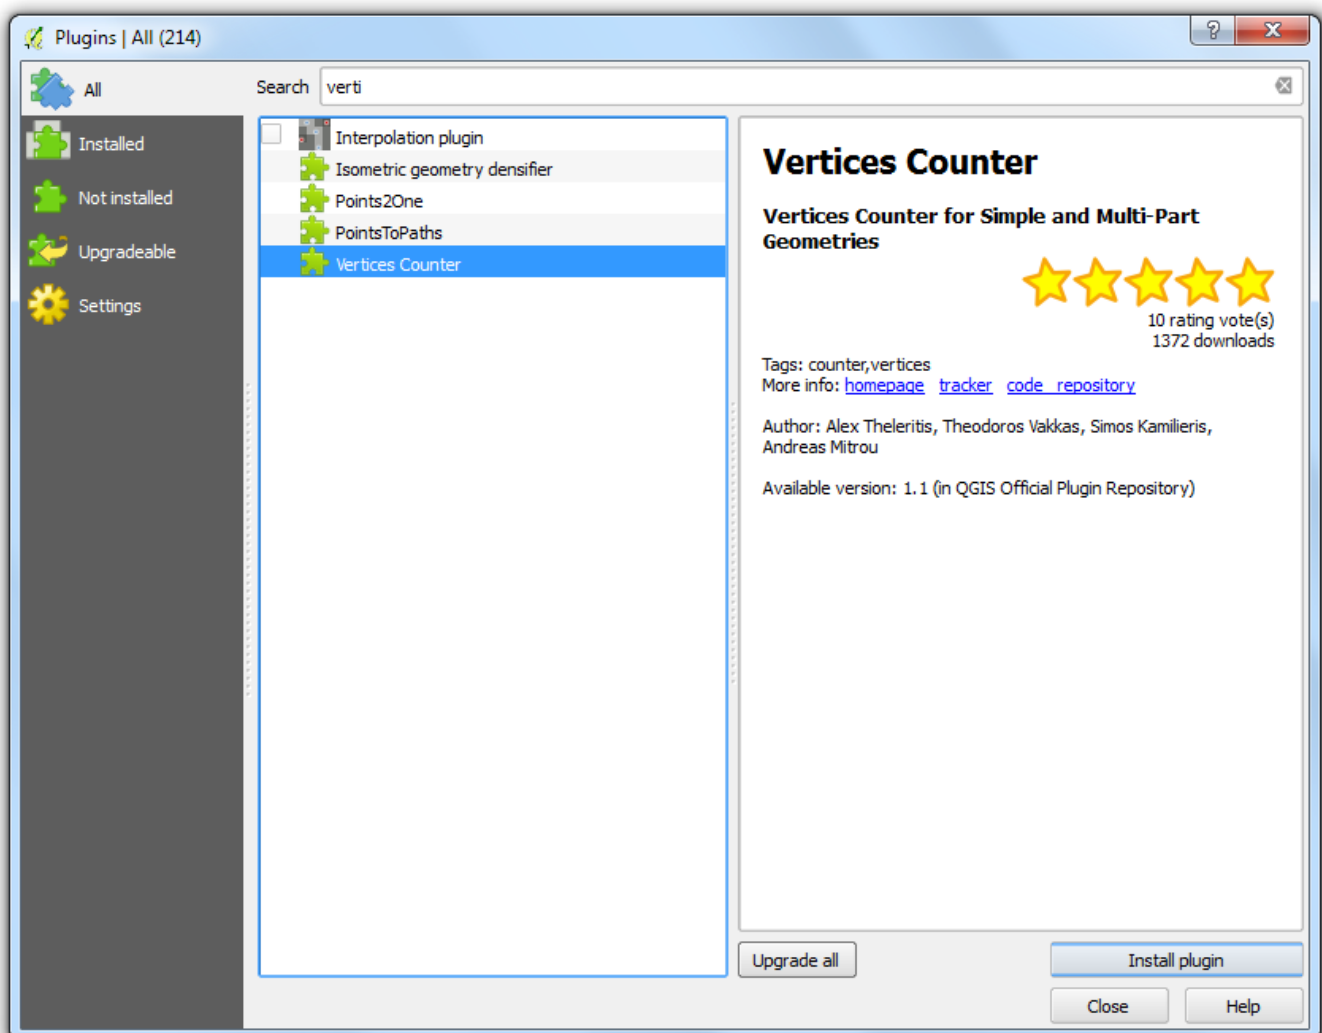 Plugins | All (214)
All
Installed
Not installed
Upgradeable
Settings
Search verti
Interpolation plugin
Isometric geometry densifier
Points2One
PointsToPaths
Vertices Counter
Vertices Counter
Vertices Counter for Simple and Multi-Part
Geometries
10 rating vote(s)
1372 downloads
Tags: counter,vertices
More info: homepage tracker code_repository
Author: Alex Theleritis, Theodoros Vakkas, Simos Kamilieris,
Andreas Mitrou
Available version: 1.1 (in QGIS Official Plugin Repository)
Upgrade all
Install plugin
Close
Help